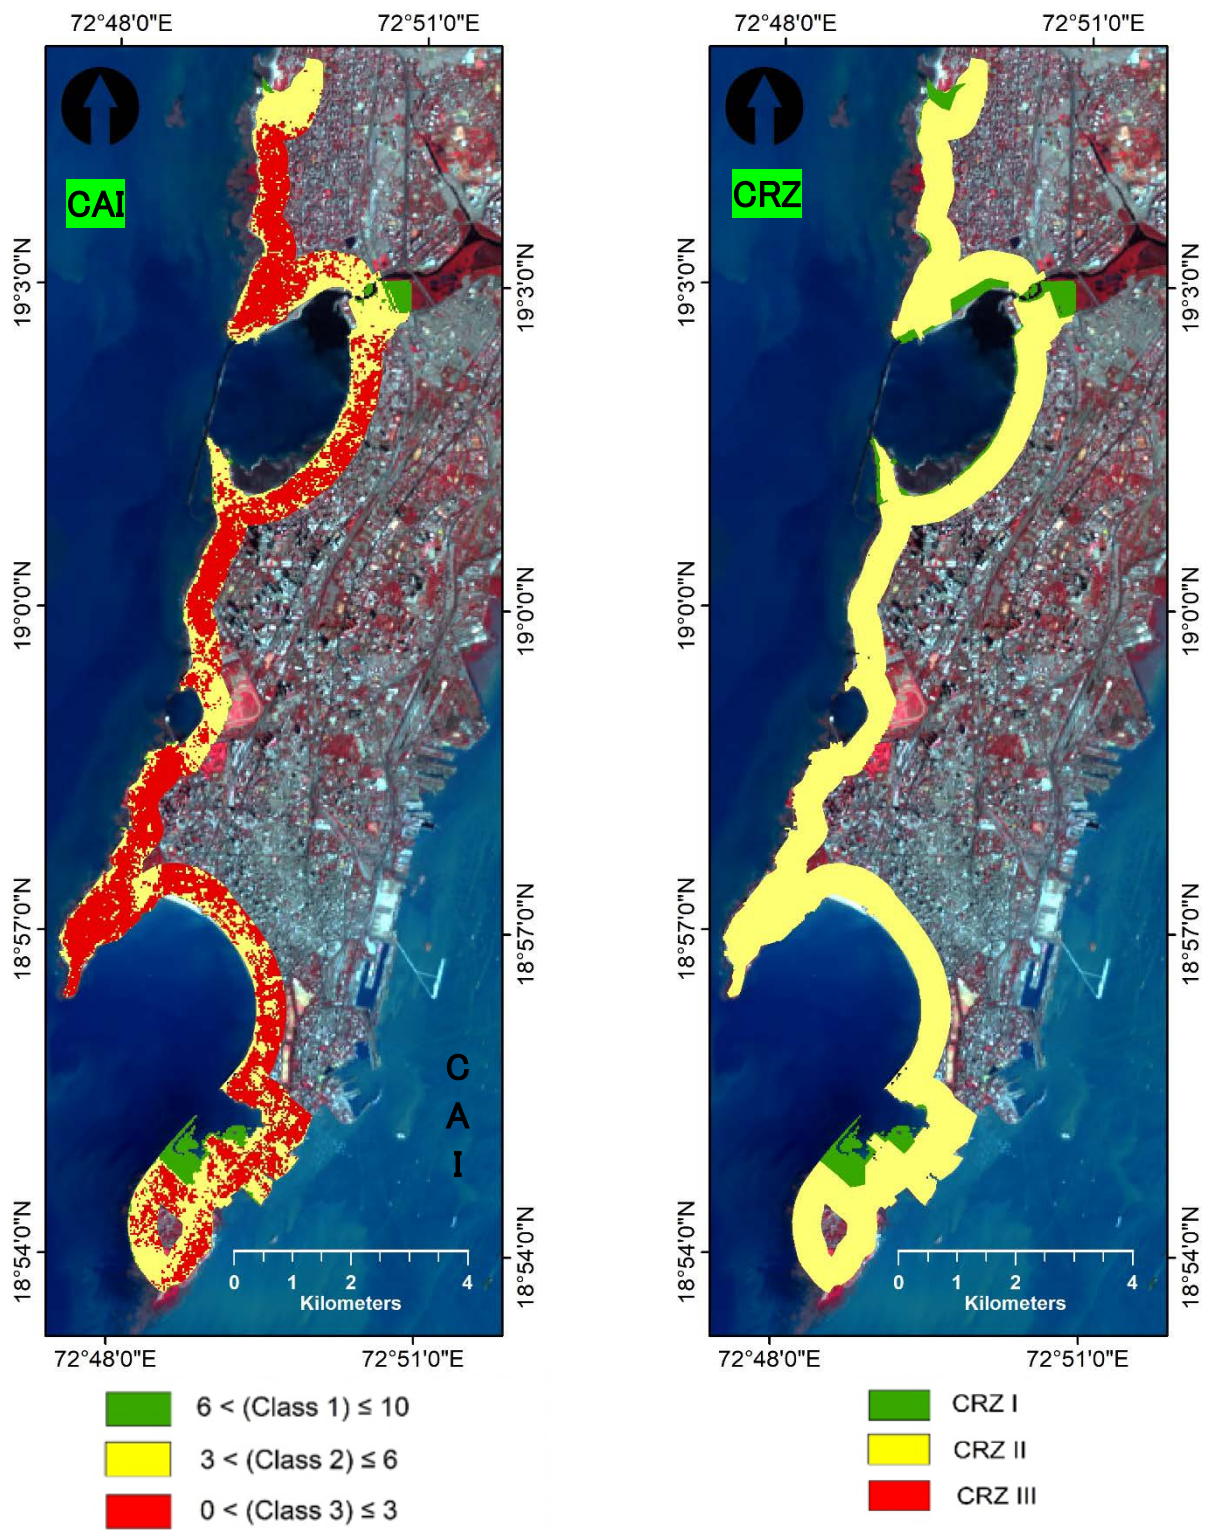 72°48'0"E 72°51'0"E 72°48'0"E 72°51'0"E
CAI CRZ
19°3'0"N 19°3'0"N 19°3'0"N 19°3'0"N
19°0'0"N 19°0'0"N 19°0'0"N 19°0'0"N
18°57'0"N 18°57'0"N 18°57'0"N 18°57'0"N
C
A
I
18°54'0"N 18°54'0"N 18°54'0"N 18°54'0"N
0 1 2 4 0 1 2 4
Kilometers Kilometers
72°48'0"E 72°51'0"E 72°48'0"E 72°51'0"E
6 < (Class 1) ≤ 10 CRZ I
3 < (Class 2) ≤ 6 CRZ II
0 < (Class 3) ≤ 3 CRZ III